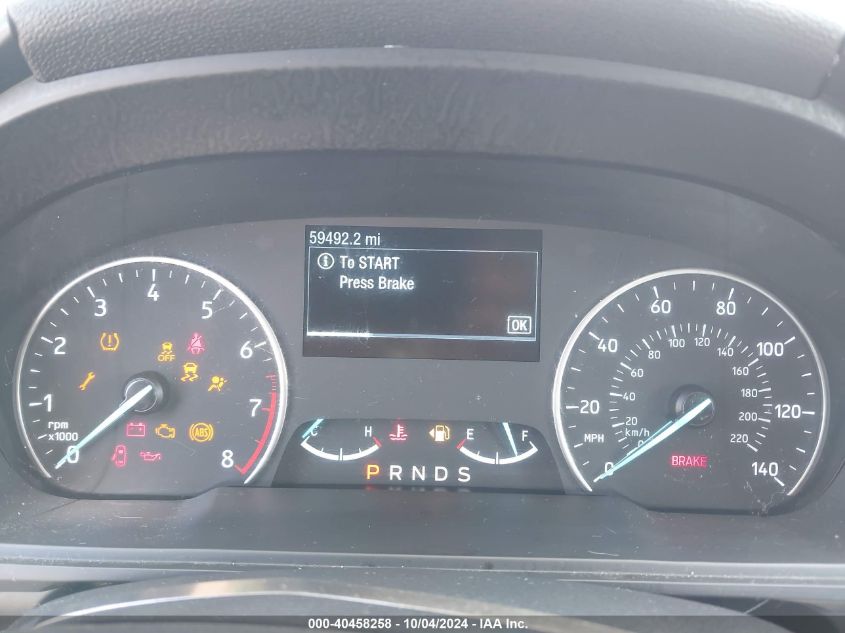 59492.2 mi
i To START
Press Brake
OK
0 1 2 3 4 5 6 7 8
rpm
x1000
OFF
ABS
C H E F
P R N D S
0 20 40 60 80 100 120 140
MPH
0 20 40 60 80 100 120 140 160 180 200 220
km/h
BRAKE
000-40458258 - 10/04/2024 - IAA Inc.